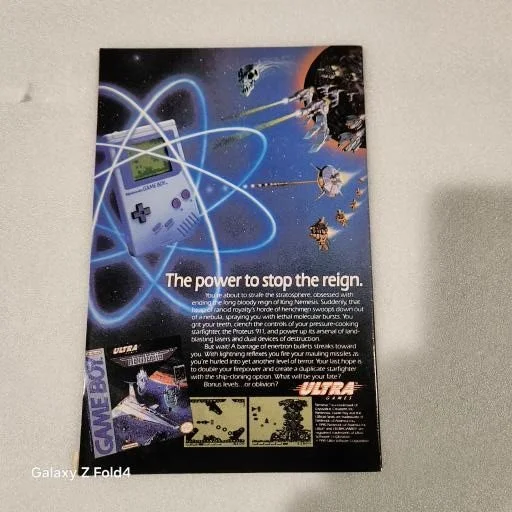 Nintendo GAME BOY
The power to stop the reign.
You're about to strafe the stratosphere, obsessed with
ending the long bloody reign of King Nemesis. Suddenly, that
heap of rancid royalty's horde of henchmen swoops down out
of a nebula, spraying you with lethal molecular bursts. You
grit your teeth, clench the controls of your pressure-cooking
starfighter, the Proteus 911, and power up its arsenal of land-
blasting lasers and dual devices of destruction.
But wait! A barrage of enertron bullets streaks toward
you. With lightning reflexes you fire your mauling missiles as
you're hurled into yet another level of terror. Your last hope is
to double your firepower and create a duplicate starfighter
with the ship-cloning option. What will be your fate?
Bonus levels...or oblivion?
ULTRA
GAMES
ULTRA
NEMESIS
GAME BOY
Galaxy Z Fold4